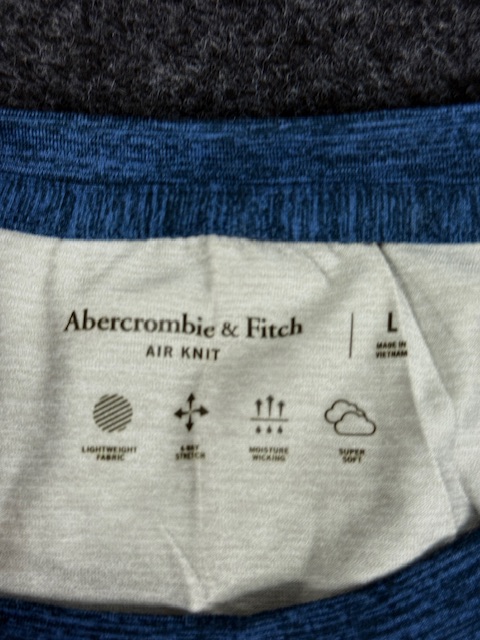 Abercrombie & Fitch
AIR KNIT
L
MADE IN
VIETNAM
LIGHTWEIGHT
FABRIC
4-WAY
STRETCH
MOISTURE
WICKING
SUPER
SOFT